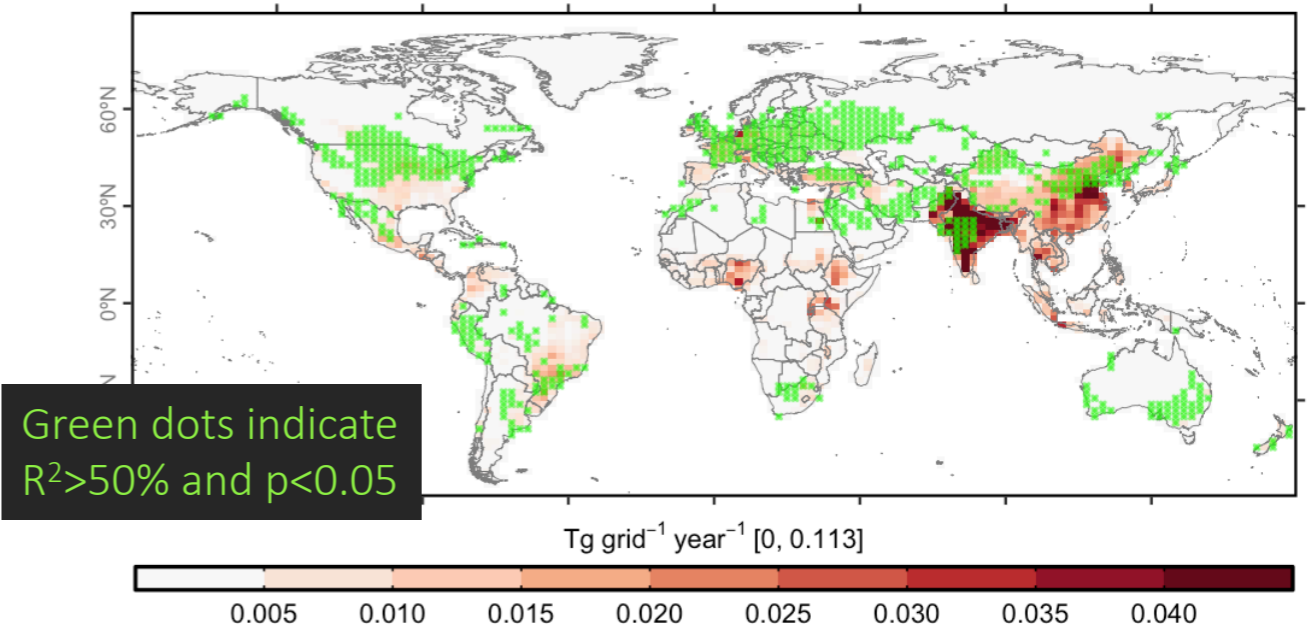 60°N
30°N
0°N
N
Green dots indicate
R²>50% and p<0.05
Tg grid⁻¹ year⁻¹ [0, 0.113]
0.005 0.010 0.015 0.020 0.025 0.030 0.035 0.040